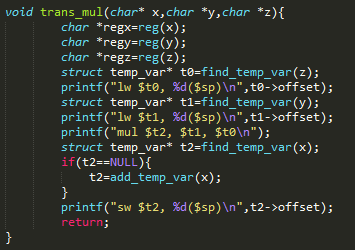 void trans_mul(char* x,char *y,char *z){
char *regx=reg(x);
char *regy=reg(y);
char *regz=reg(z);
struct temp_var* t0=find_temp_var(z);
printf("lw $t0, %d($sp)\n",t0->offset);
struct temp_var* t1=find_temp_var(y);
printf("lw $t1, %d($sp)\n",t1->offset);
printf("mul $t2, $t1, $t0\n");
struct temp_var* t2=find_temp_var(x);
if(t2==NULL){
t2=add_temp_var(x);
}
printf("sw $t2, %d($sp)\n",t2->offset);
return;
}